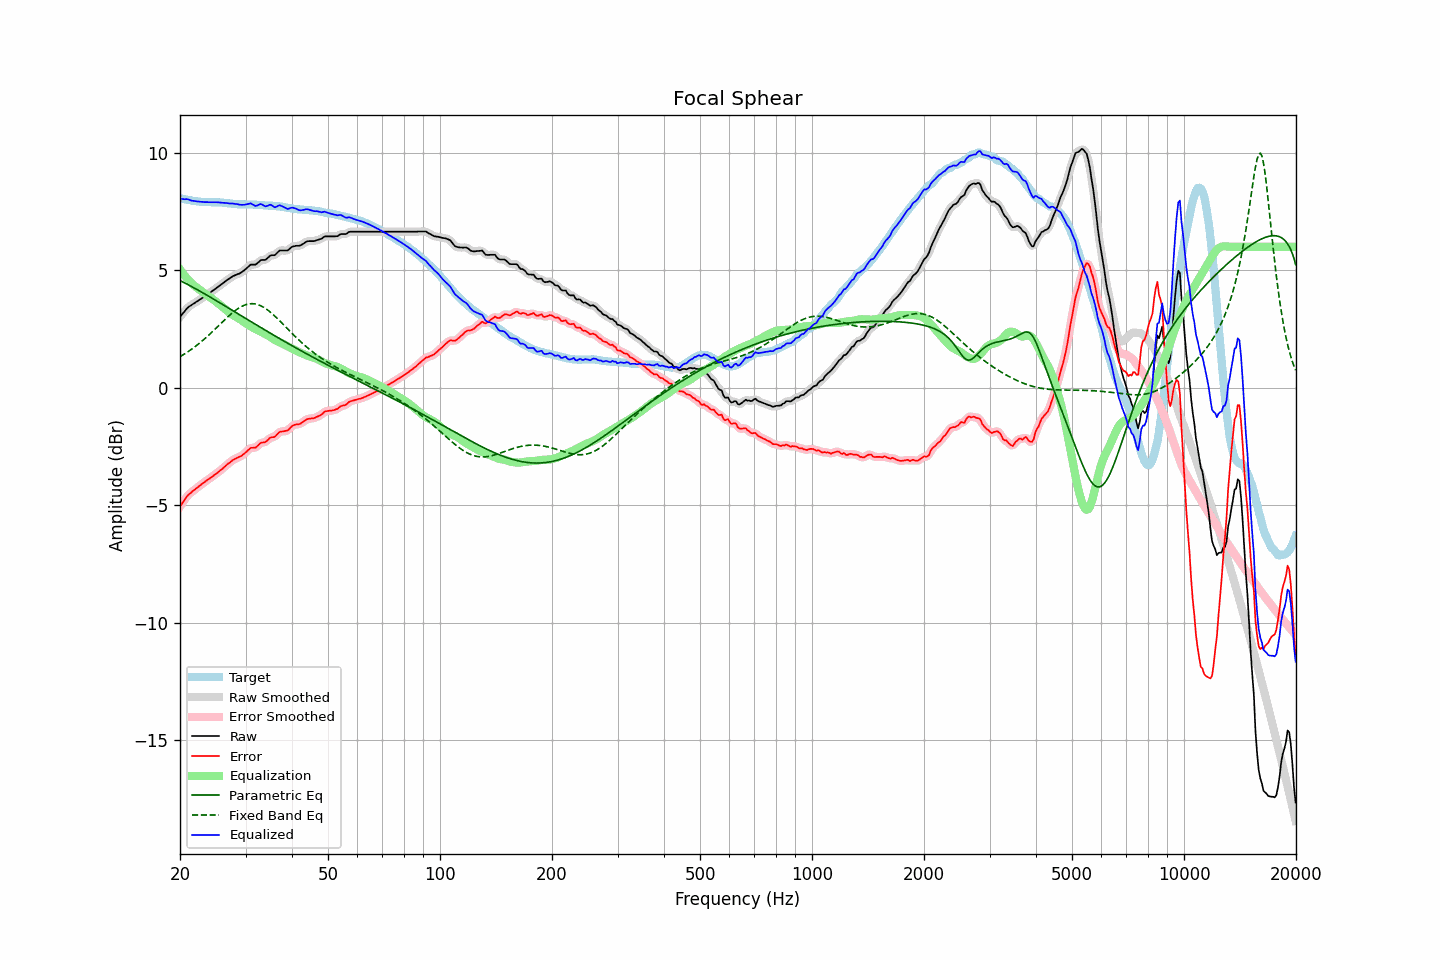 Focal Sphear
Amplitude (dBr)
10
5
0
−5
−10
−15
Target
Raw Smoothed
Error Smoothed
Raw
Error
Equalization
Parametric Eq
Fixed Band Eq
Equalized
20 50 100 200 500 1000 2000 5000 10000 20000
Frequency (Hz)